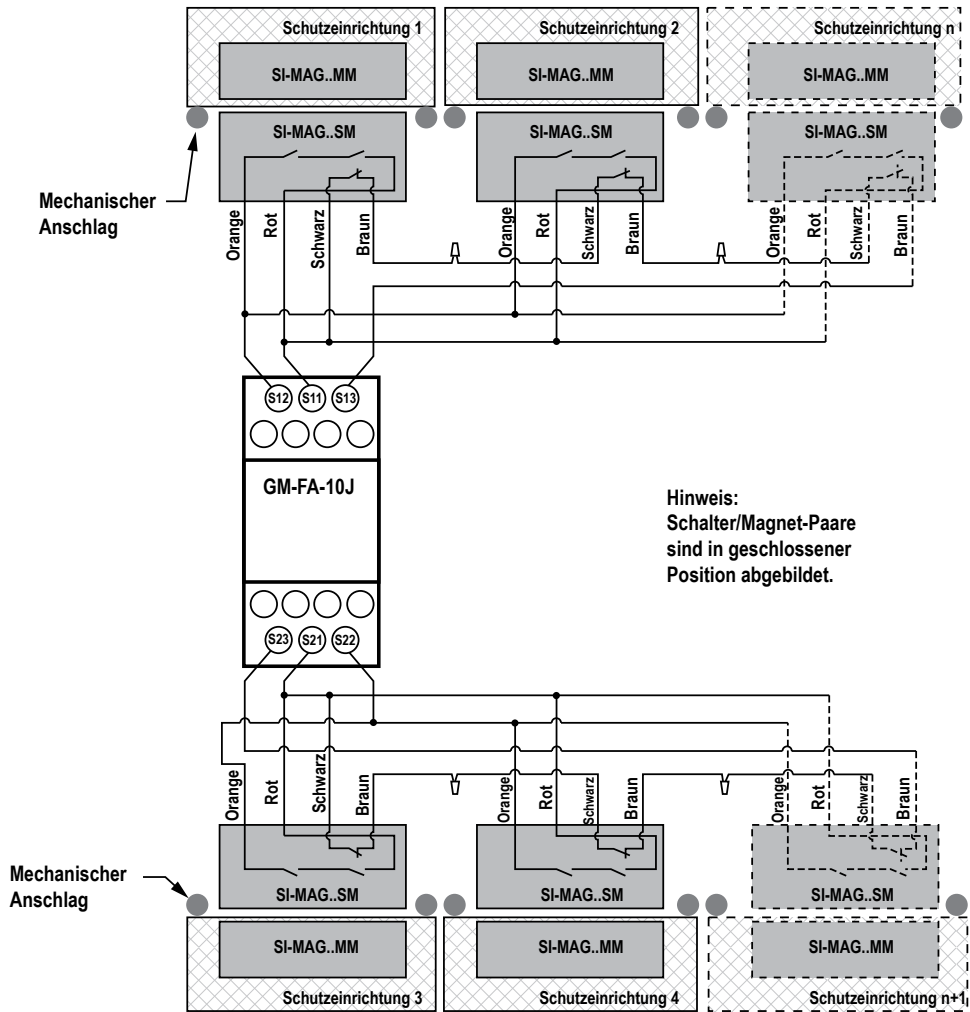 Schutzeinrichtung 1
Schutzeinrichtung 2
Schutzeinrichtung n
SI-MAG..MM
SI-MAG..MM
SI-MAG..MM
SI-MAG..SM
SI-MAG..SM
SI-MAG..SM
Mechanischer
Anschlag
Orange
Rot
Schwarz
Braun
Orange
Rot
Schwarz
Braun
Orange
Rot
Schwarz
Braun
S12
S11
S13
GM-FA-10J
Hinweis:
Schalter/Magnet-Paare
sind in geschlossener
Position abgebildet.
S23
S21
S22
Orange
Rot
Schwarz
Braun
Orange
Rot
Schwarz
Braun
Orange
Rot
Schwarz
Braun
Mechanischer
Anschlag
SI-MAG..SM
SI-MAG..SM
SI-MAG..SM
SI-MAG..MM
SI-MAG..MM
SI-MAG..MM
Schutzeinrichtung 3
Schutzeinrichtung 4
Schutzeinrichtung n+1